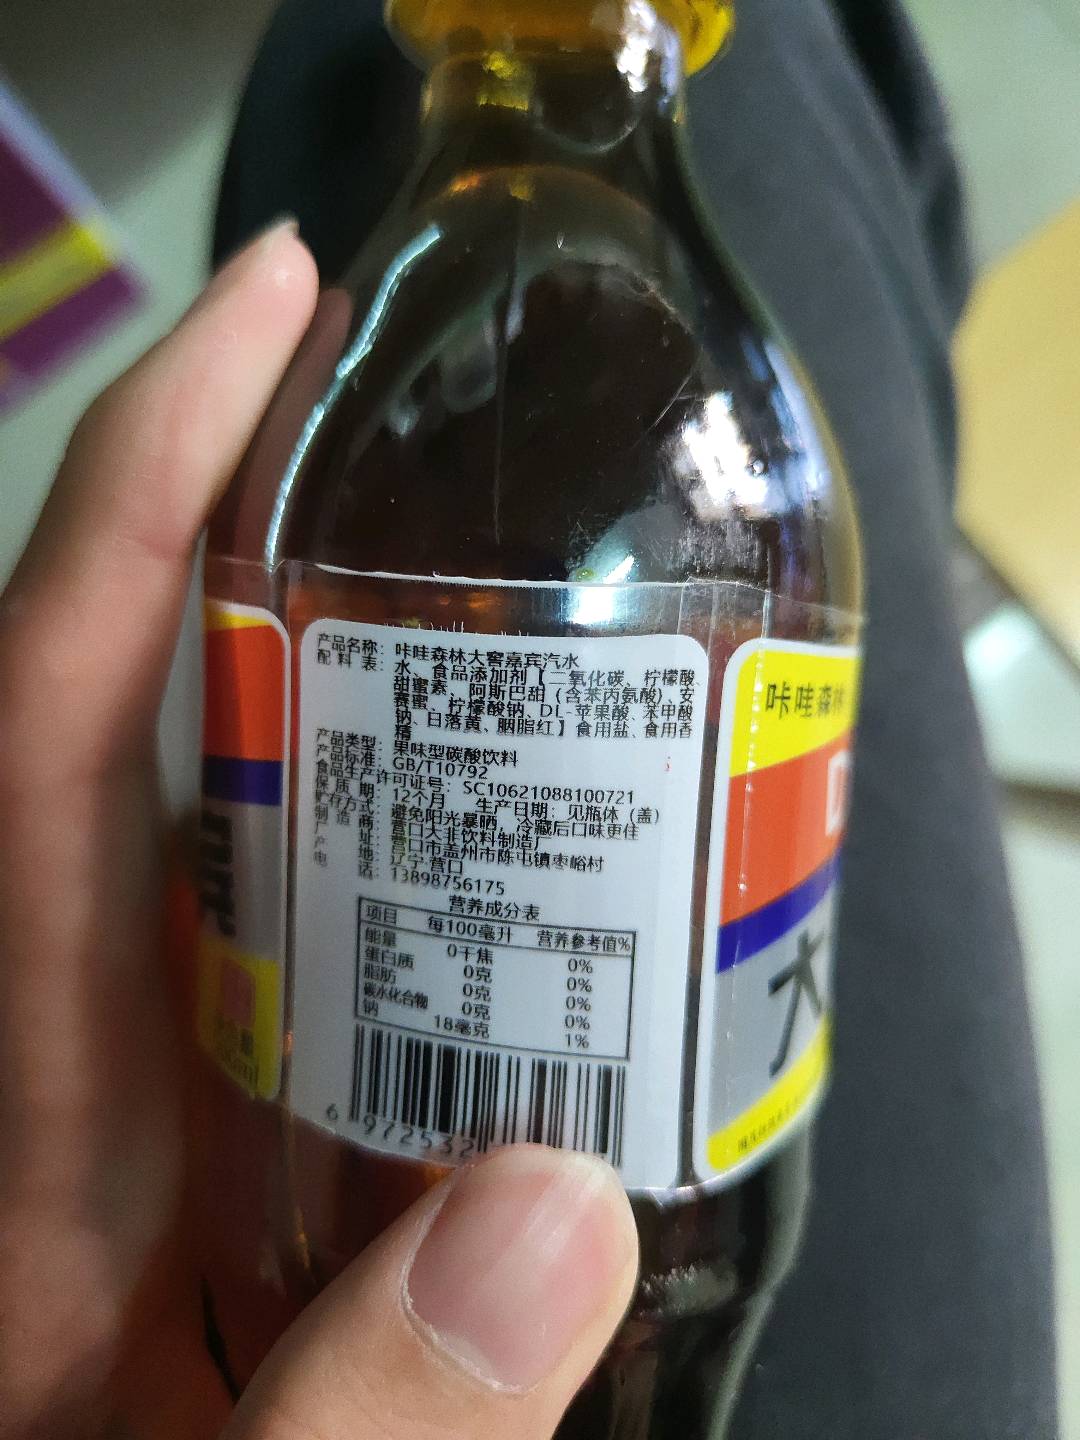 产品名称：咔哇森林大窖嘉宾汽水
配料表：水、食品添加剂【二氧化碳、柠檬酸、
甜蜜素、阿斯巴甜（含苯丙氨酸）、安
赛蜜、柠檬酸钠、DL-苹果酸、苯甲酸
钠、日落黄、胭脂红】食用盐、食用香
精
产品类型：果味型碳酸饮料
产品标准：GB/T10792
食品生产许可证号：SC10621088100721
保质期：12个月 生产日期：见瓶体（盖）
贮存方式：避免阳光暴晒，冷藏后口味更佳
制造商：营口大非饮料制造厂
厂址：营口市盖州市陈屯镇枣峪村
产地：辽宁·营口
电话：13898756175
营养成分表
项目 每100毫升 营养参考值%
能量 0千焦 0%
蛋白质 0克 0%
脂肪 0克 0%
碳水化合物 0克 0%
钠 18毫克 1%
6 972532
咔哇森林
D
大